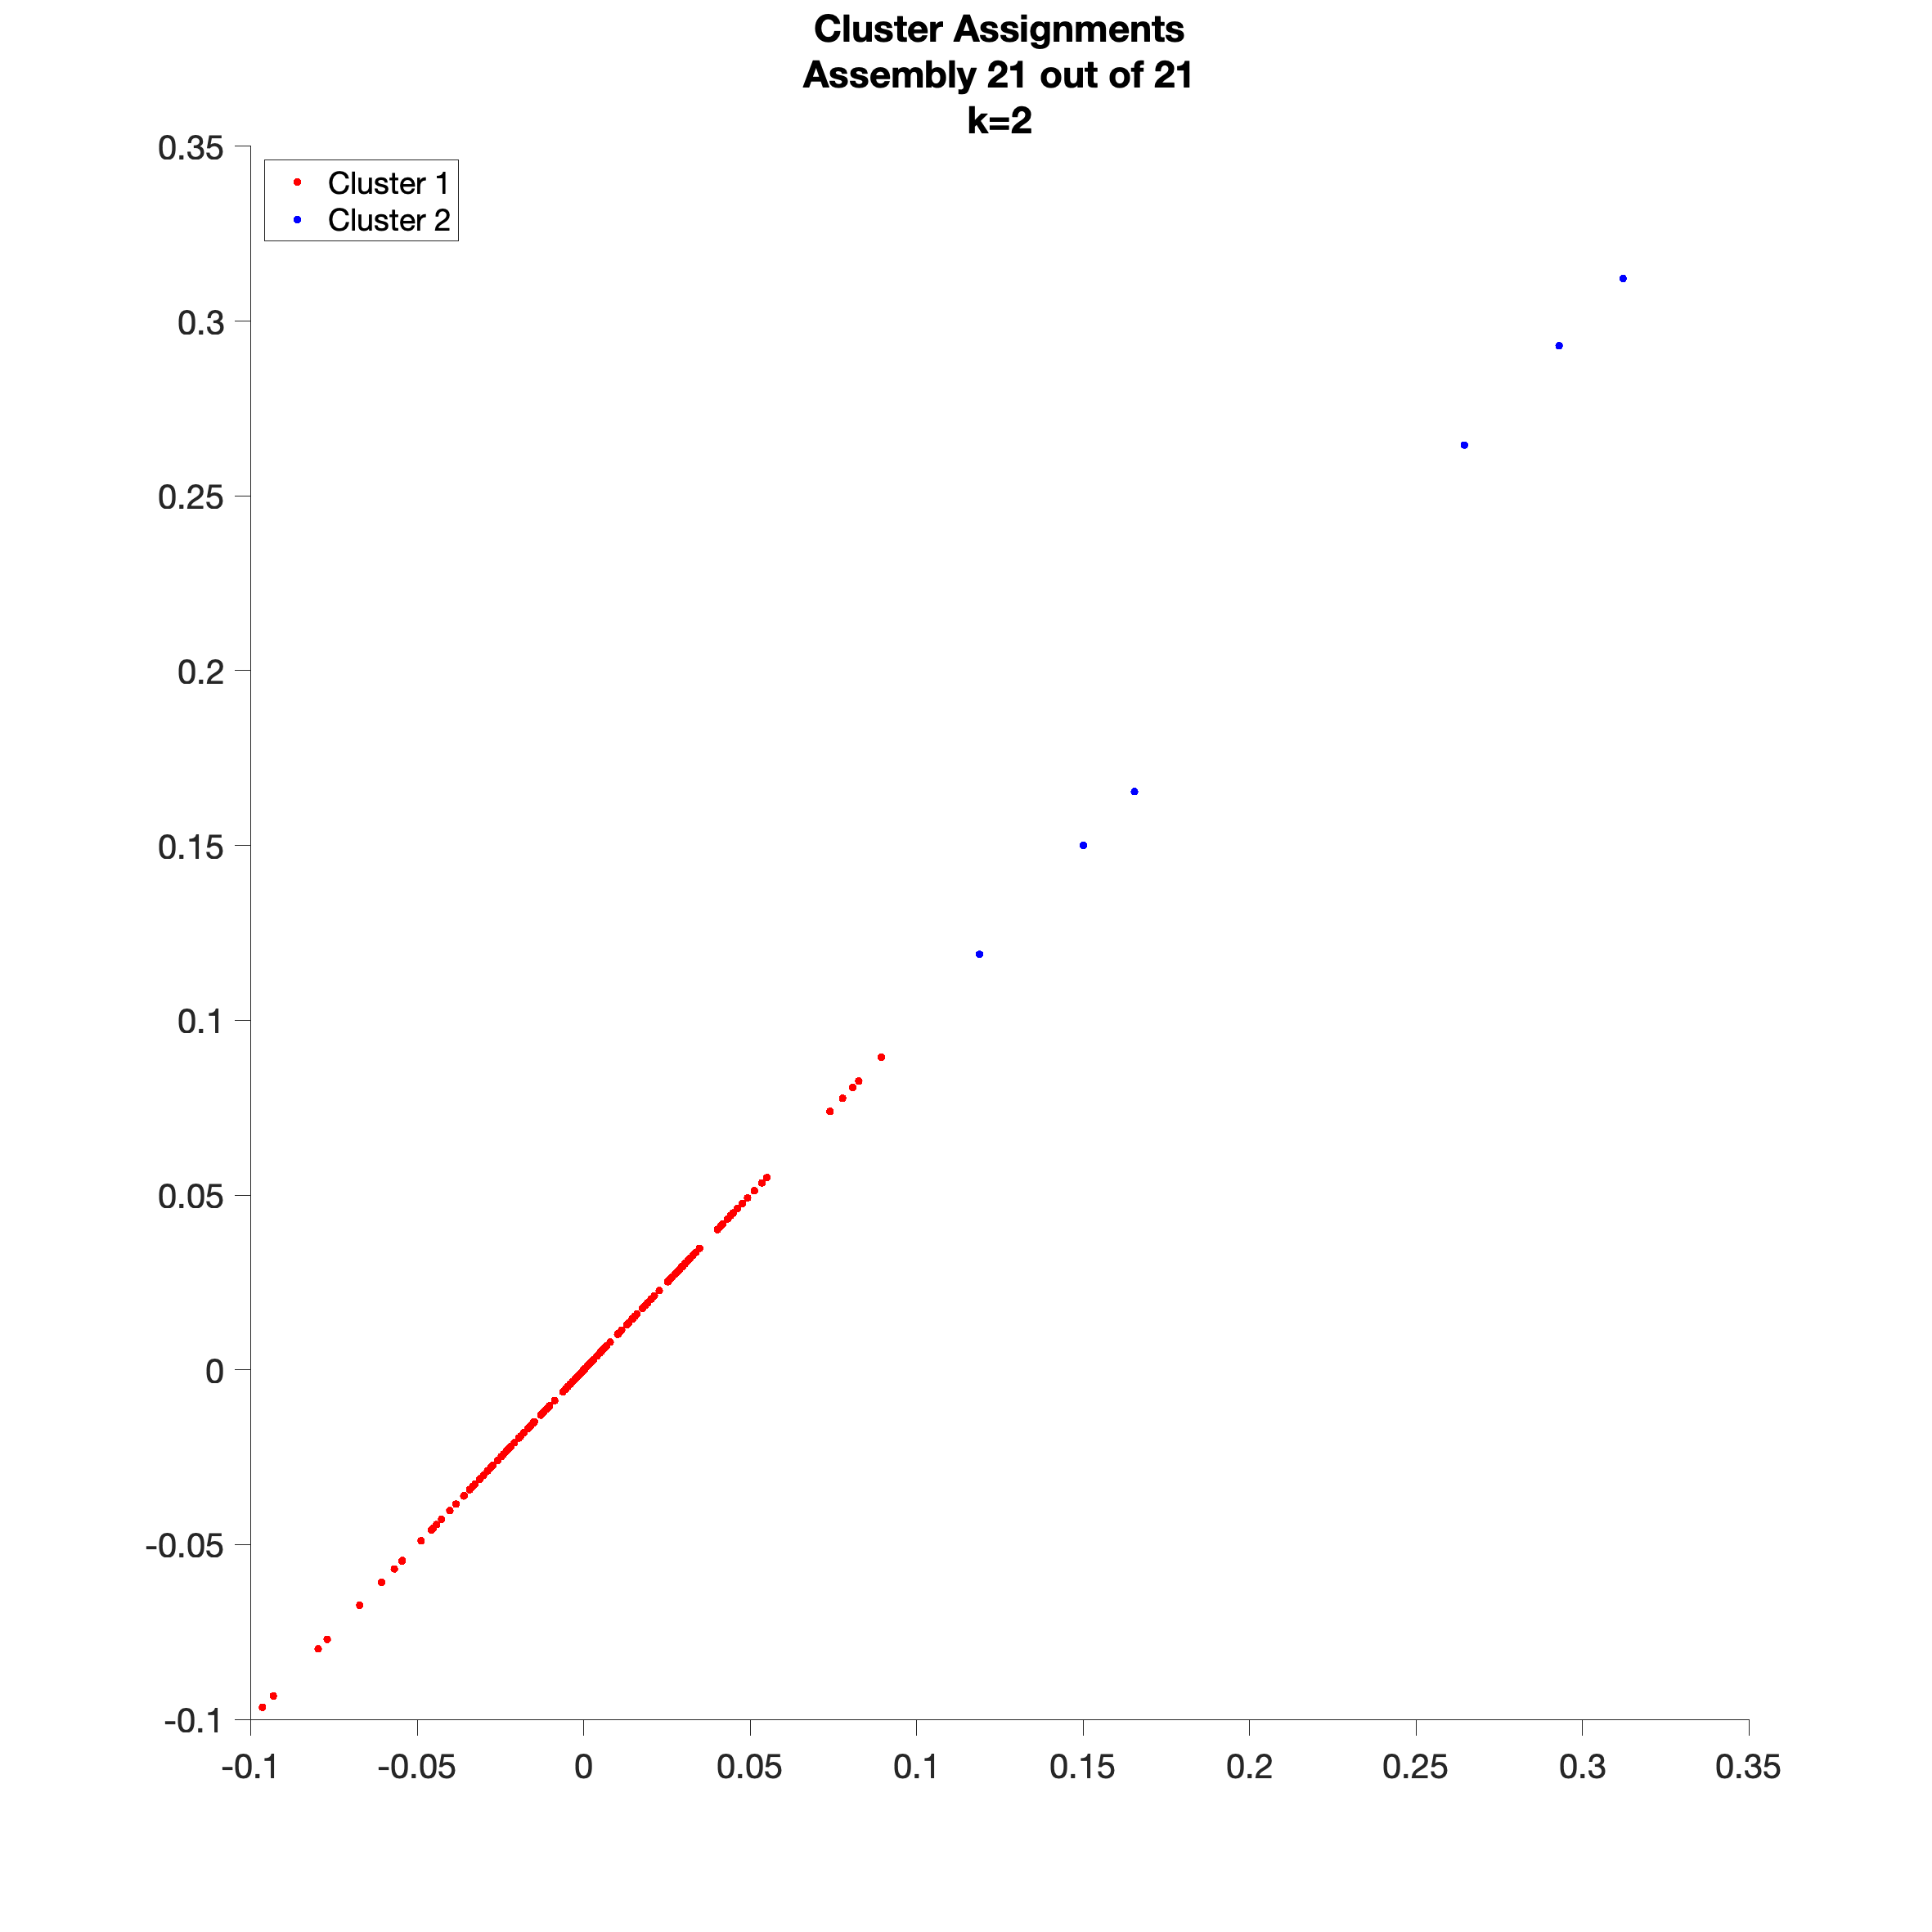 Cluster Assignments
Assembly 21 out of 21
k=2
0.35
Cluster 1
Cluster 2
0.3
0.25
0.2
0.15
0.1
0.05
0
-0.05
-0.1
-0.1 -0.05 0 0.05 0.1 0.15 0.2 0.25 0.3 0.35